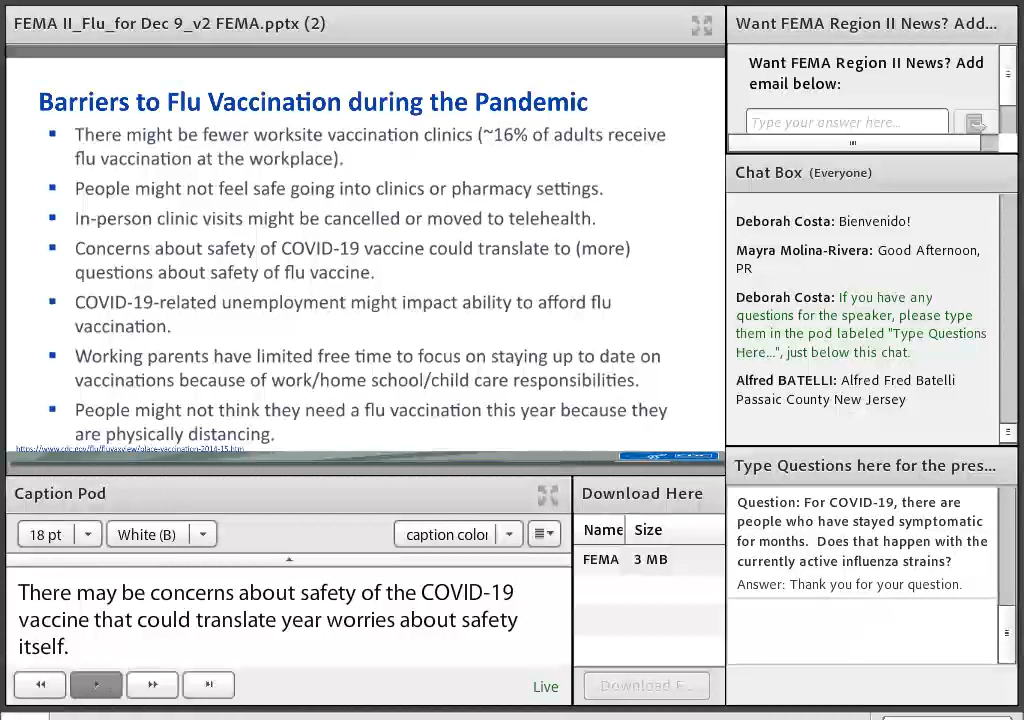 FEMA II_Flu_for Dec 9_v2 FEMA.pptx (2)
Barriers to Flu Vaccination during the Pandemic
There might be fewer worksite vaccination clinics (~16% of adults receive
flu vaccination at the workplace).
People might not feel safe going into clinics or pharmacy settings.
In-person clinic visits might be cancelled or moved to telehealth.
Concerns about safety of COVID-19 vaccine could translate to (more)
questions about safety of flu vaccine.
COVID-19-related unemployment might impact ability to afford flu
vaccination.
Working parents have limited free time to focus on staying up to date on
vaccinations because of work/home school/child care responsibilities.
People might not think they need a flu vaccination this year because they
are physically distancing.
https://www.cdc.gov/flu/fluvaxview/place-vaccination-2014-15.htm
Caption Pod
18 pt
White (B)
caption color
There may be concerns about safety of the COVID-19
vaccine that could translate year worries about safety
itself.
Live
Download Here
Name Size
FEMA 3 MB
Download F...
Want FEMA Region II News? Add...
Want FEMA Region II News? Add
email below:
Type your answer here...
Chat Box (Everyone)
Deborah Costa: Bienvenido!
Mayra Molina-Rivera: Good Afternoon,
PR
Deborah Costa: If you have any
questions for the speaker, please type
them in the pod labeled "Type Questions
Here...", just below this chat.
Alfred BATELLI: Alfred Fred Batelli
Passaic County New Jersey
Type Questions here for the pres...
Question: For COVID-19, there are
people who have stayed symptomatic
for months. Does that happen with the
currently active influenza strains?
Answer: Thank you for your question.